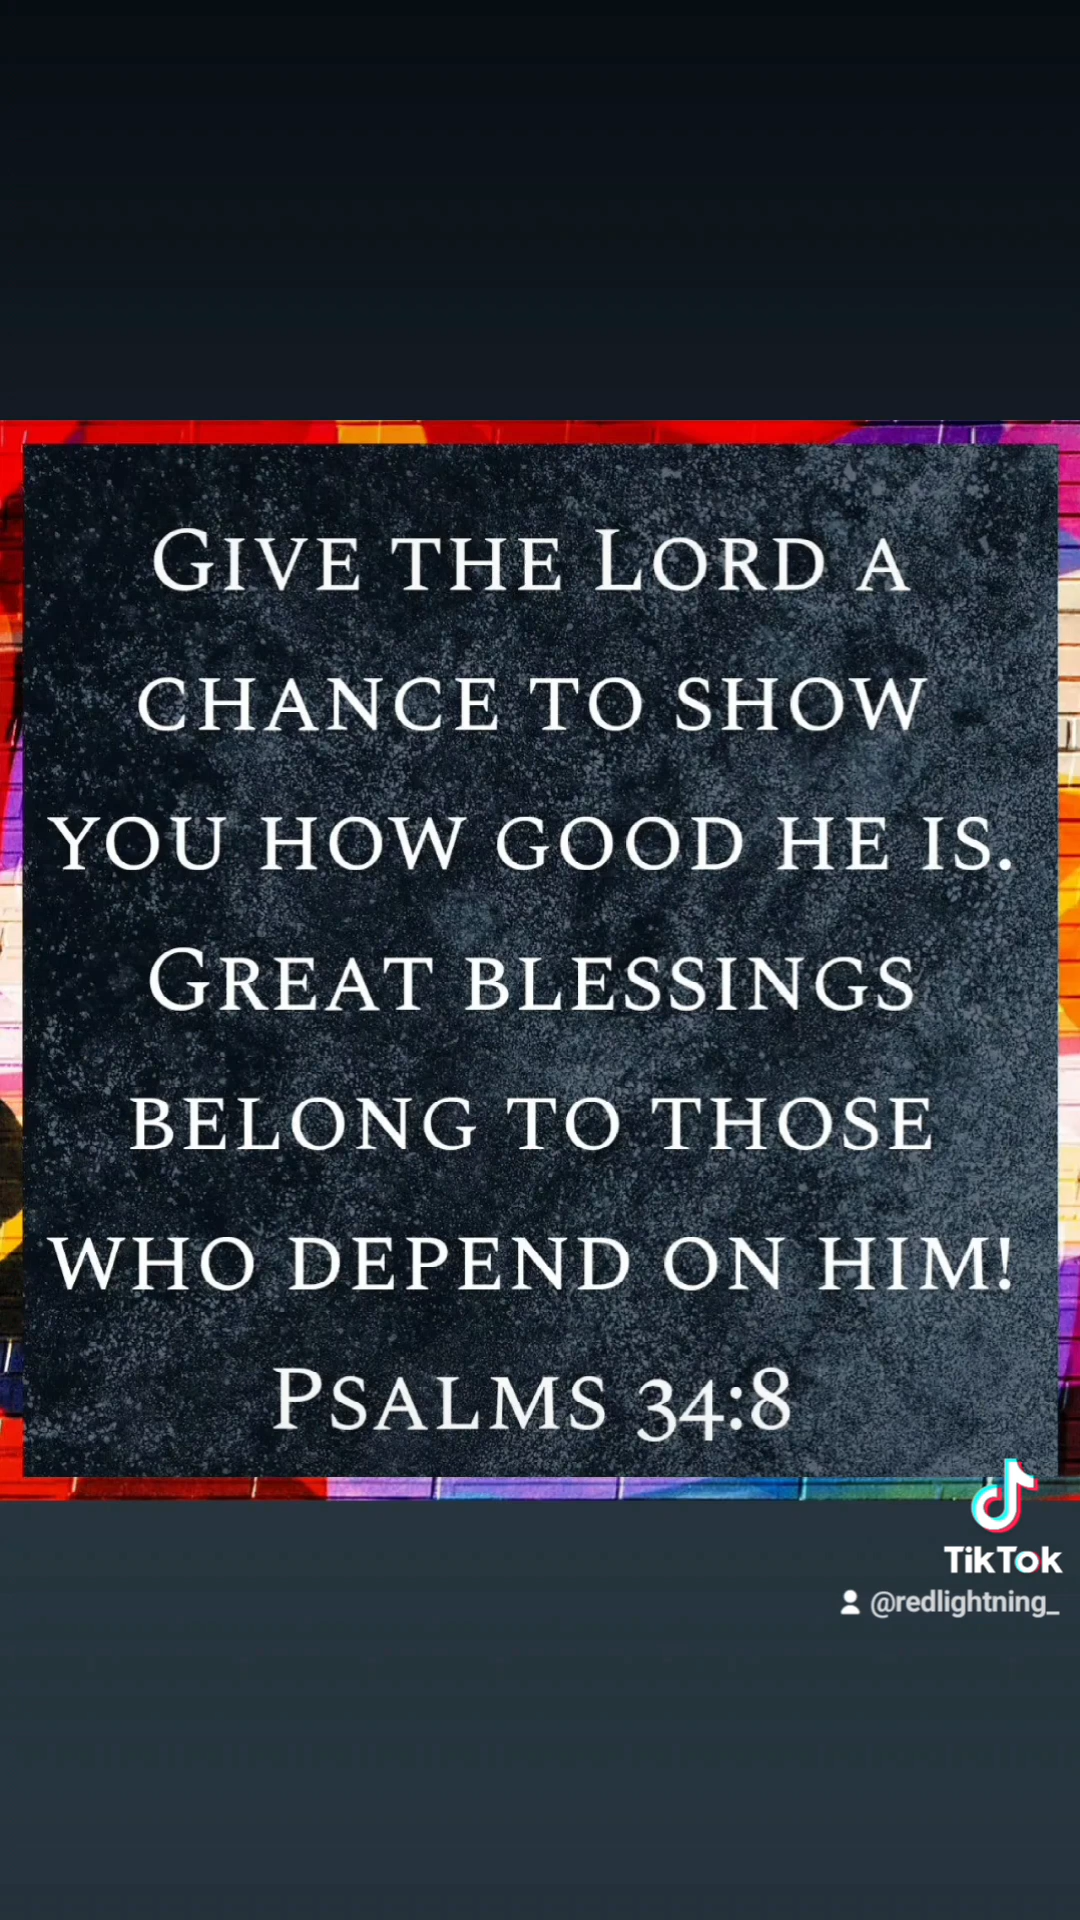 Give the Lord a
chance to show
you how good he is.
Great blessings
belong to those
who depend on him!
Psalms 34:8
TikTok
@redlightning_